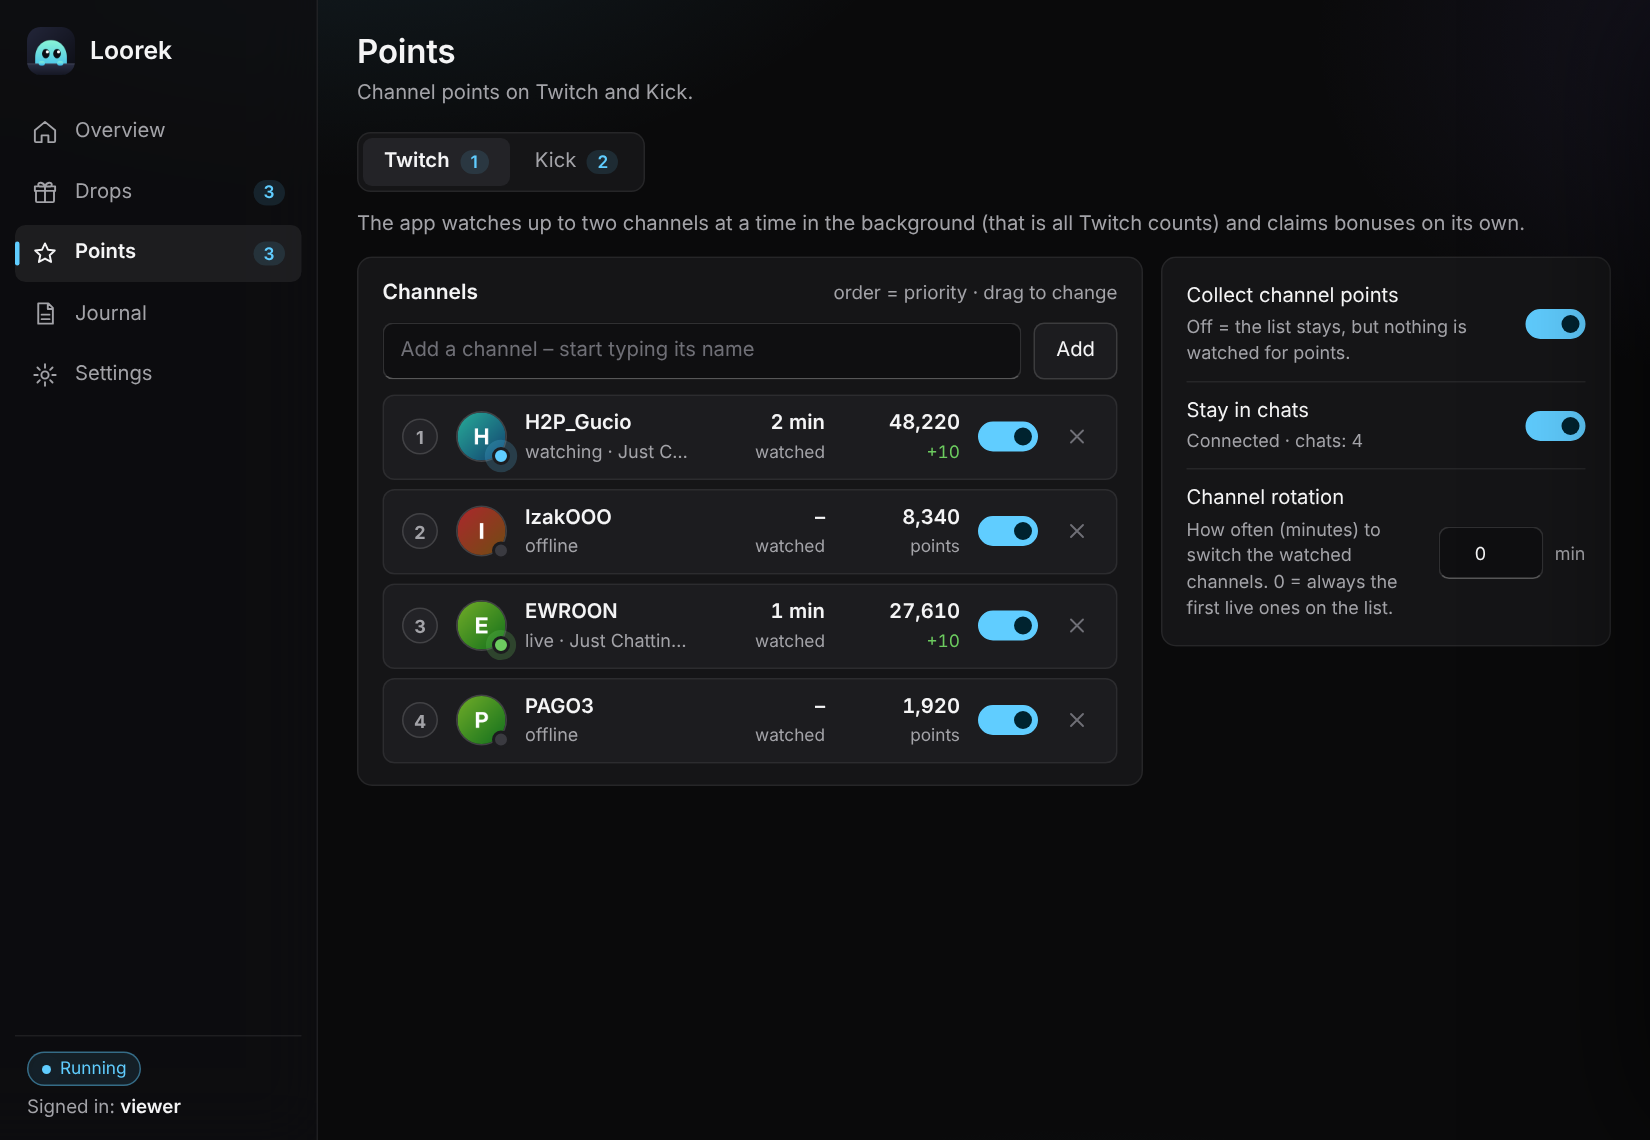 Loorek
Overview
Drops 3
Points 3
Journal
Settings
Running
Signed in: viewer
Points
Channel points on Twitch and Kick.
Twitch 1 Kick 2
The app watches up to two channels at a time in the background (that is all Twitch counts) and claims bonuses on its own.
Channels order = priority · drag to change
Add a channel – start typing its name Add
1 H H2P_Gucio 2 min 48,220
watching · Just C... watched +10
2 I IzakOOO – 8,340
offline watched points
3 E EWROON 1 min 27,610
live · Just Chattin... watched +10
4 P PAGO3 – 1,920
offline watched points
Collect channel points
Off = the list stays, but nothing is
watched for points.
Stay in chats
Connected · chats: 4
Channel rotation
How often (minutes) to
switch the watched
channels. 0 = always the
first live ones on the list.
0 min